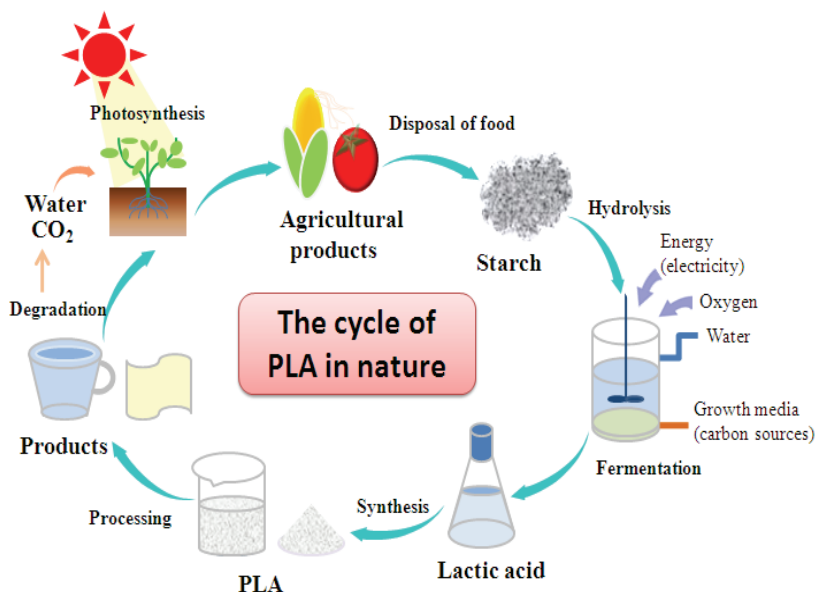 Photosynthesis
Water
CO₂
Degradation
Agricultural
products
Disposal of food
Starch
Hydrolysis
Energy
(electricity)
Oxygen
Water
Growth media
(carbon sources)
Fermentation
Lactic acid
Synthesis
PLA
Processing
Products
The cycle of
PLA in nature